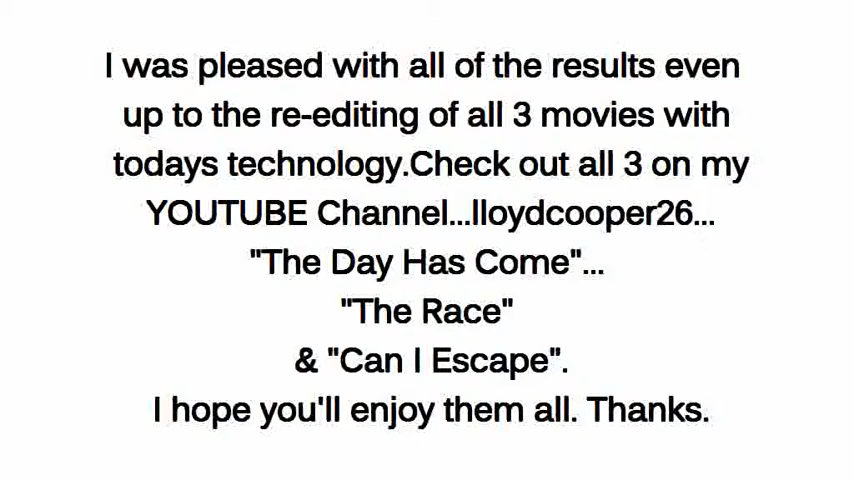 I was pleased with all of the results even
up to the re-editing of all 3 movies with
todays technology.Check out all 3 on my
YOUTUBE Channel...lloydcooper26...
"The Day Has Come"...
"The Race"
& "Can I Escape".
I hope you'll enjoy them all. Thanks.